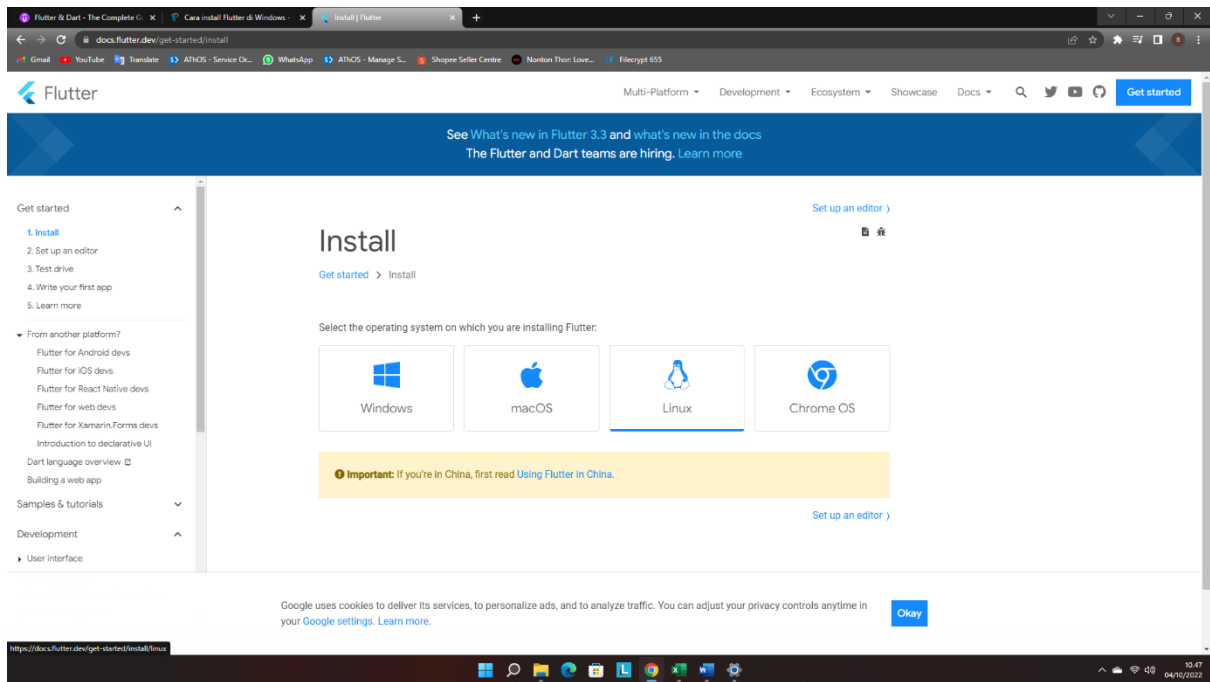 Flutter & Dart - The Complete G
Cara install Flutter di Windows -
Install | Flutter
docs.flutter.dev/get-started/install
Gmail YouTube Translate AThOS - Service Or... WhatsApp AThOS - Manage S... Shopee Seller Centre Nonton Thor: Love... Filecrypt 655
Flutter
Multi-Platform Development Ecosystem Showcase Docs Get started
See What's new in Flutter 3.3 and what's new in the docs
The Flutter and Dart teams are hiring. Learn more
Get started
1. Install
2. Set up an editor
3. Test drive
4. Write your first app
5. Learn more
From another platform?
Flutter for Android devs
Flutter for iOS devs
Flutter for React Native devs
Flutter for web devs
Flutter for Xamarin.Forms devs
Introduction to declarative UI
Dart language overview
Building a web app
Samples & tutorials
Development
User interface
Set up an editor
Install
Get started > Install
Select the operating system on which you are installing Flutter:
Windows macOS Linux Chrome OS
Important: If you're in China, first read Using Flutter in China.
Set up an editor
Google uses cookies to deliver its services, to personalize ads, and to analyze traffic. You can adjust your privacy controls anytime in
your Google settings. Learn more.
Okay
https://docs.flutter.dev/get-started/install/linux
10.47
04/10/2022